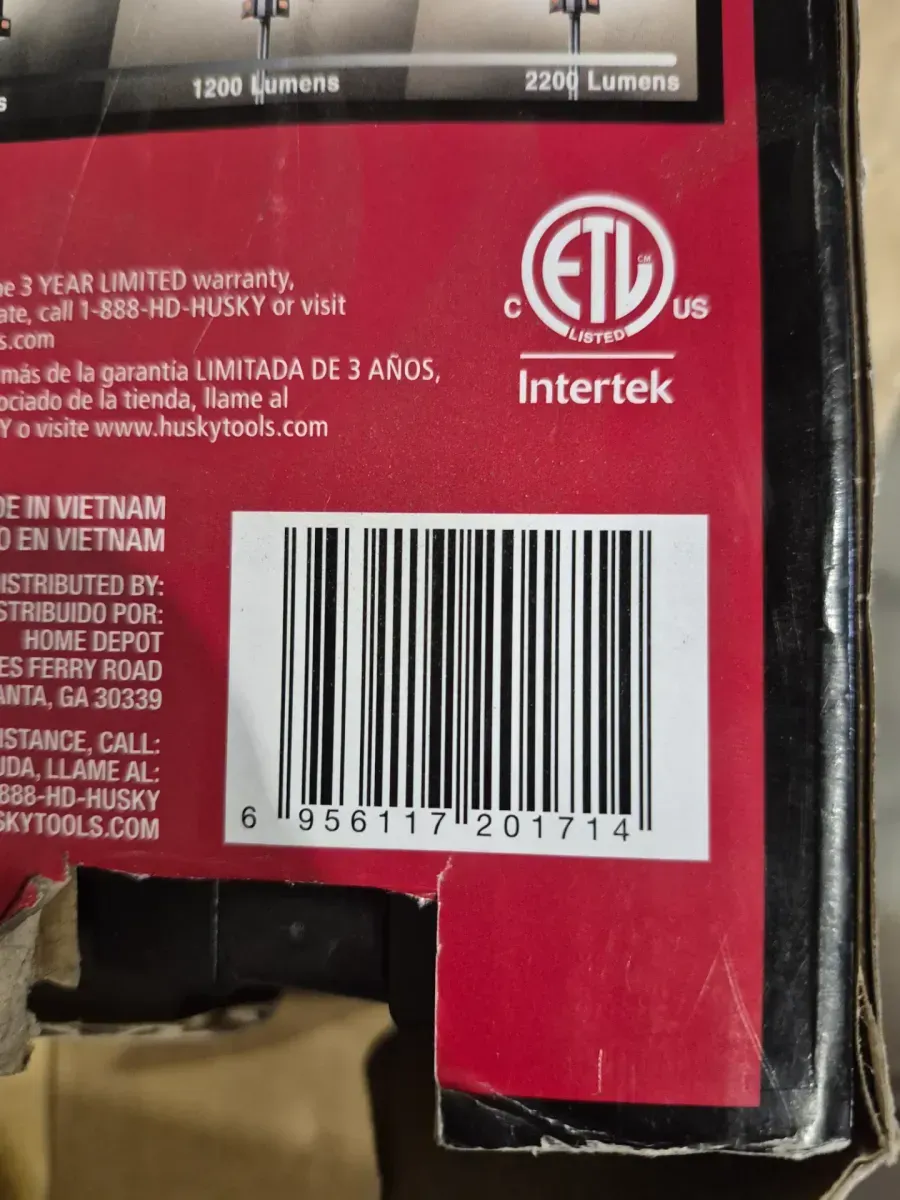 1200 Lumens
2200 Lumens
s
3 YEAR LIMITED warranty,
call 1-888-HD-HUSKY or visit
s.com
más de la garantía LIMITADA DE 3 AÑOS,
ociado de la tienda, llame al
Y o visite www.huskytools.com
C ETL CM US
LISTED
Intertek
DE IN VIETNAM
O EN VIETNAM
ISTRIBUTED BY:
STRIBUIDO POR:
HOME DEPOT
ES FERRY ROAD
ANTA, GA 30339
ISTANCE, CALL:
UDA, LLAME AL:
888-HD-HUSKY
SKYTOOLS.COM
6 956117 201714